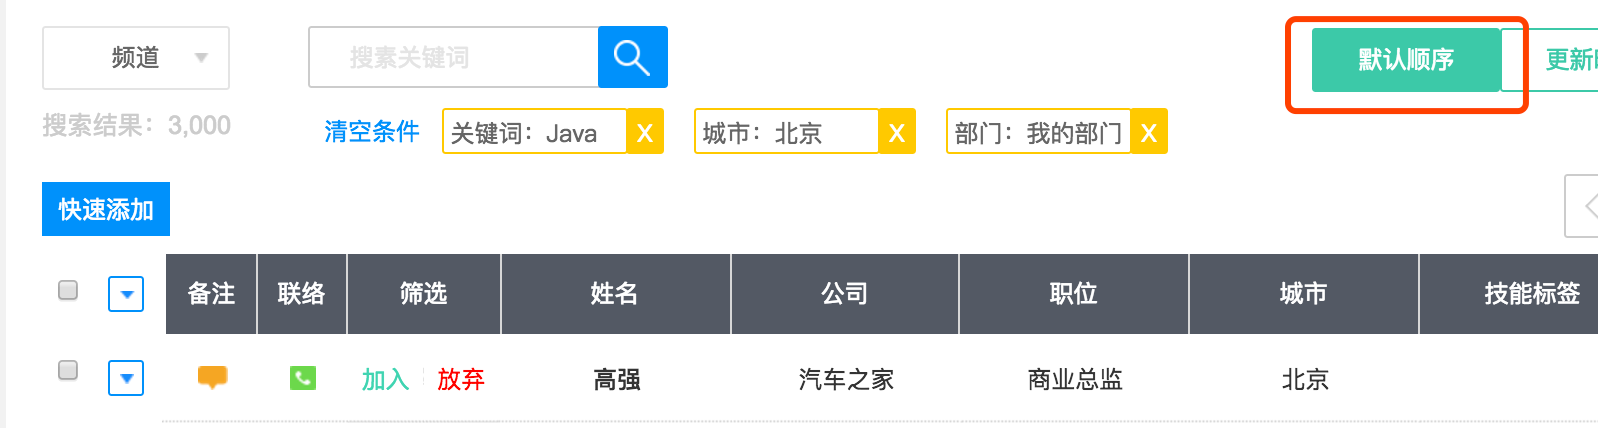 频道
搜素关键词
默认顺序
更新
搜索结果：3,000
清空条件
关键词：Java X
城市：北京 X
部门：我的部门 X
快速添加
备注 联络 筛选 姓名 公司 职位 城市 技能标签
加入 放弃 高强 汽车之家 商业总监 北京